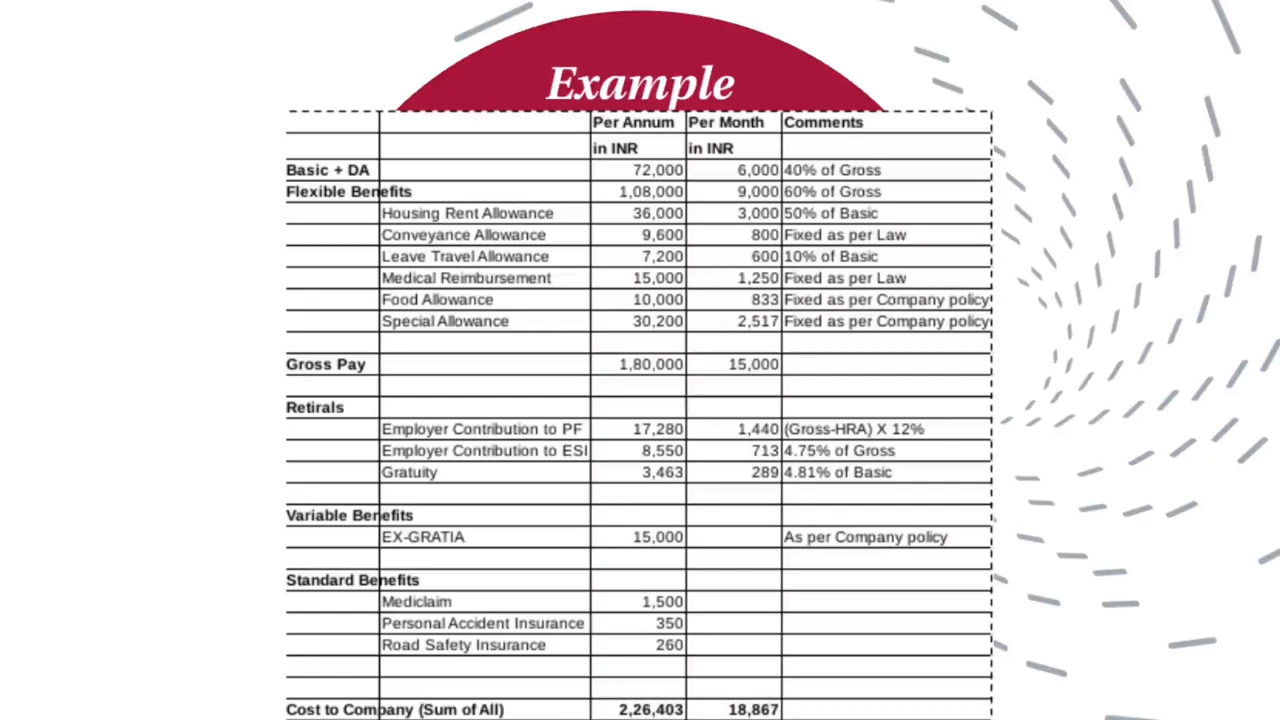 Example
Per Annum Per Month Comments
in INR in INR
Basic + DA 72,000 6,000 40% of Gross
Flexible Benefits 1,08,000 9,000 60% of Gross
Housing Rent Allowance 36,000 3,000 50% of Basic
Conveyance Allowance 9,600 800 Fixed as per Law
Leave Travel Allowance 7,200 600 10% of Basic
Medical Reimbursement 15,000 1,250 Fixed as per Law
Food Allowance 10,000 833 Fixed as per Company policy
Special Allowance 30,200 2,517 Fixed as per Company policy
Gross Pay 1,80,000 15,000
Retirals
Employer Contribution to PF 17,280 1,440 (Gross-HRA) X 12%
Employer Contribution to ESI 8,550 713 4.75% of Gross
Gratuity 3,463 289 4.81% of Basic
Variable Benefits
EX-GRATIA 15,000 As per Company policy
Standard Benefits
Mediclaim 1,500
Personal Accident Insurance 350
Road Safety Insurance 260
Cost to Company (Sum of All) 2,26,403 18,867